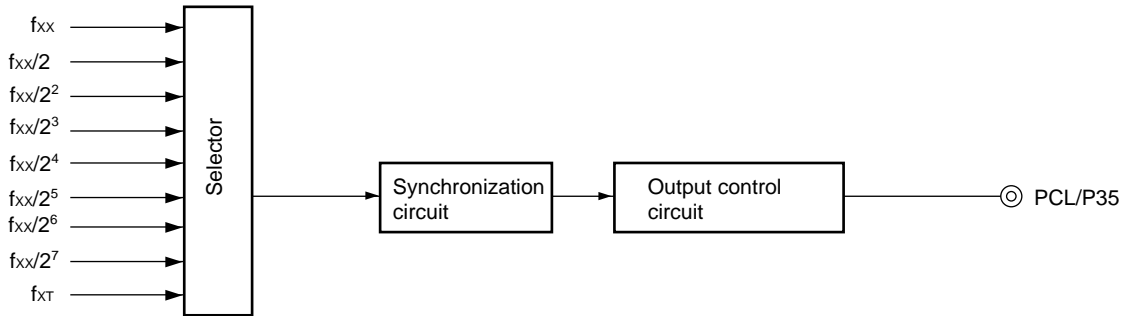 fXX
fXX/2
fXX/2²
fXX/2³
fXX/2⁴
fXX/2⁵
fXX/2⁶
fXX/2⁷
fXT
Selector
Synchronization
circuit
Output control
circuit
PCL/P35